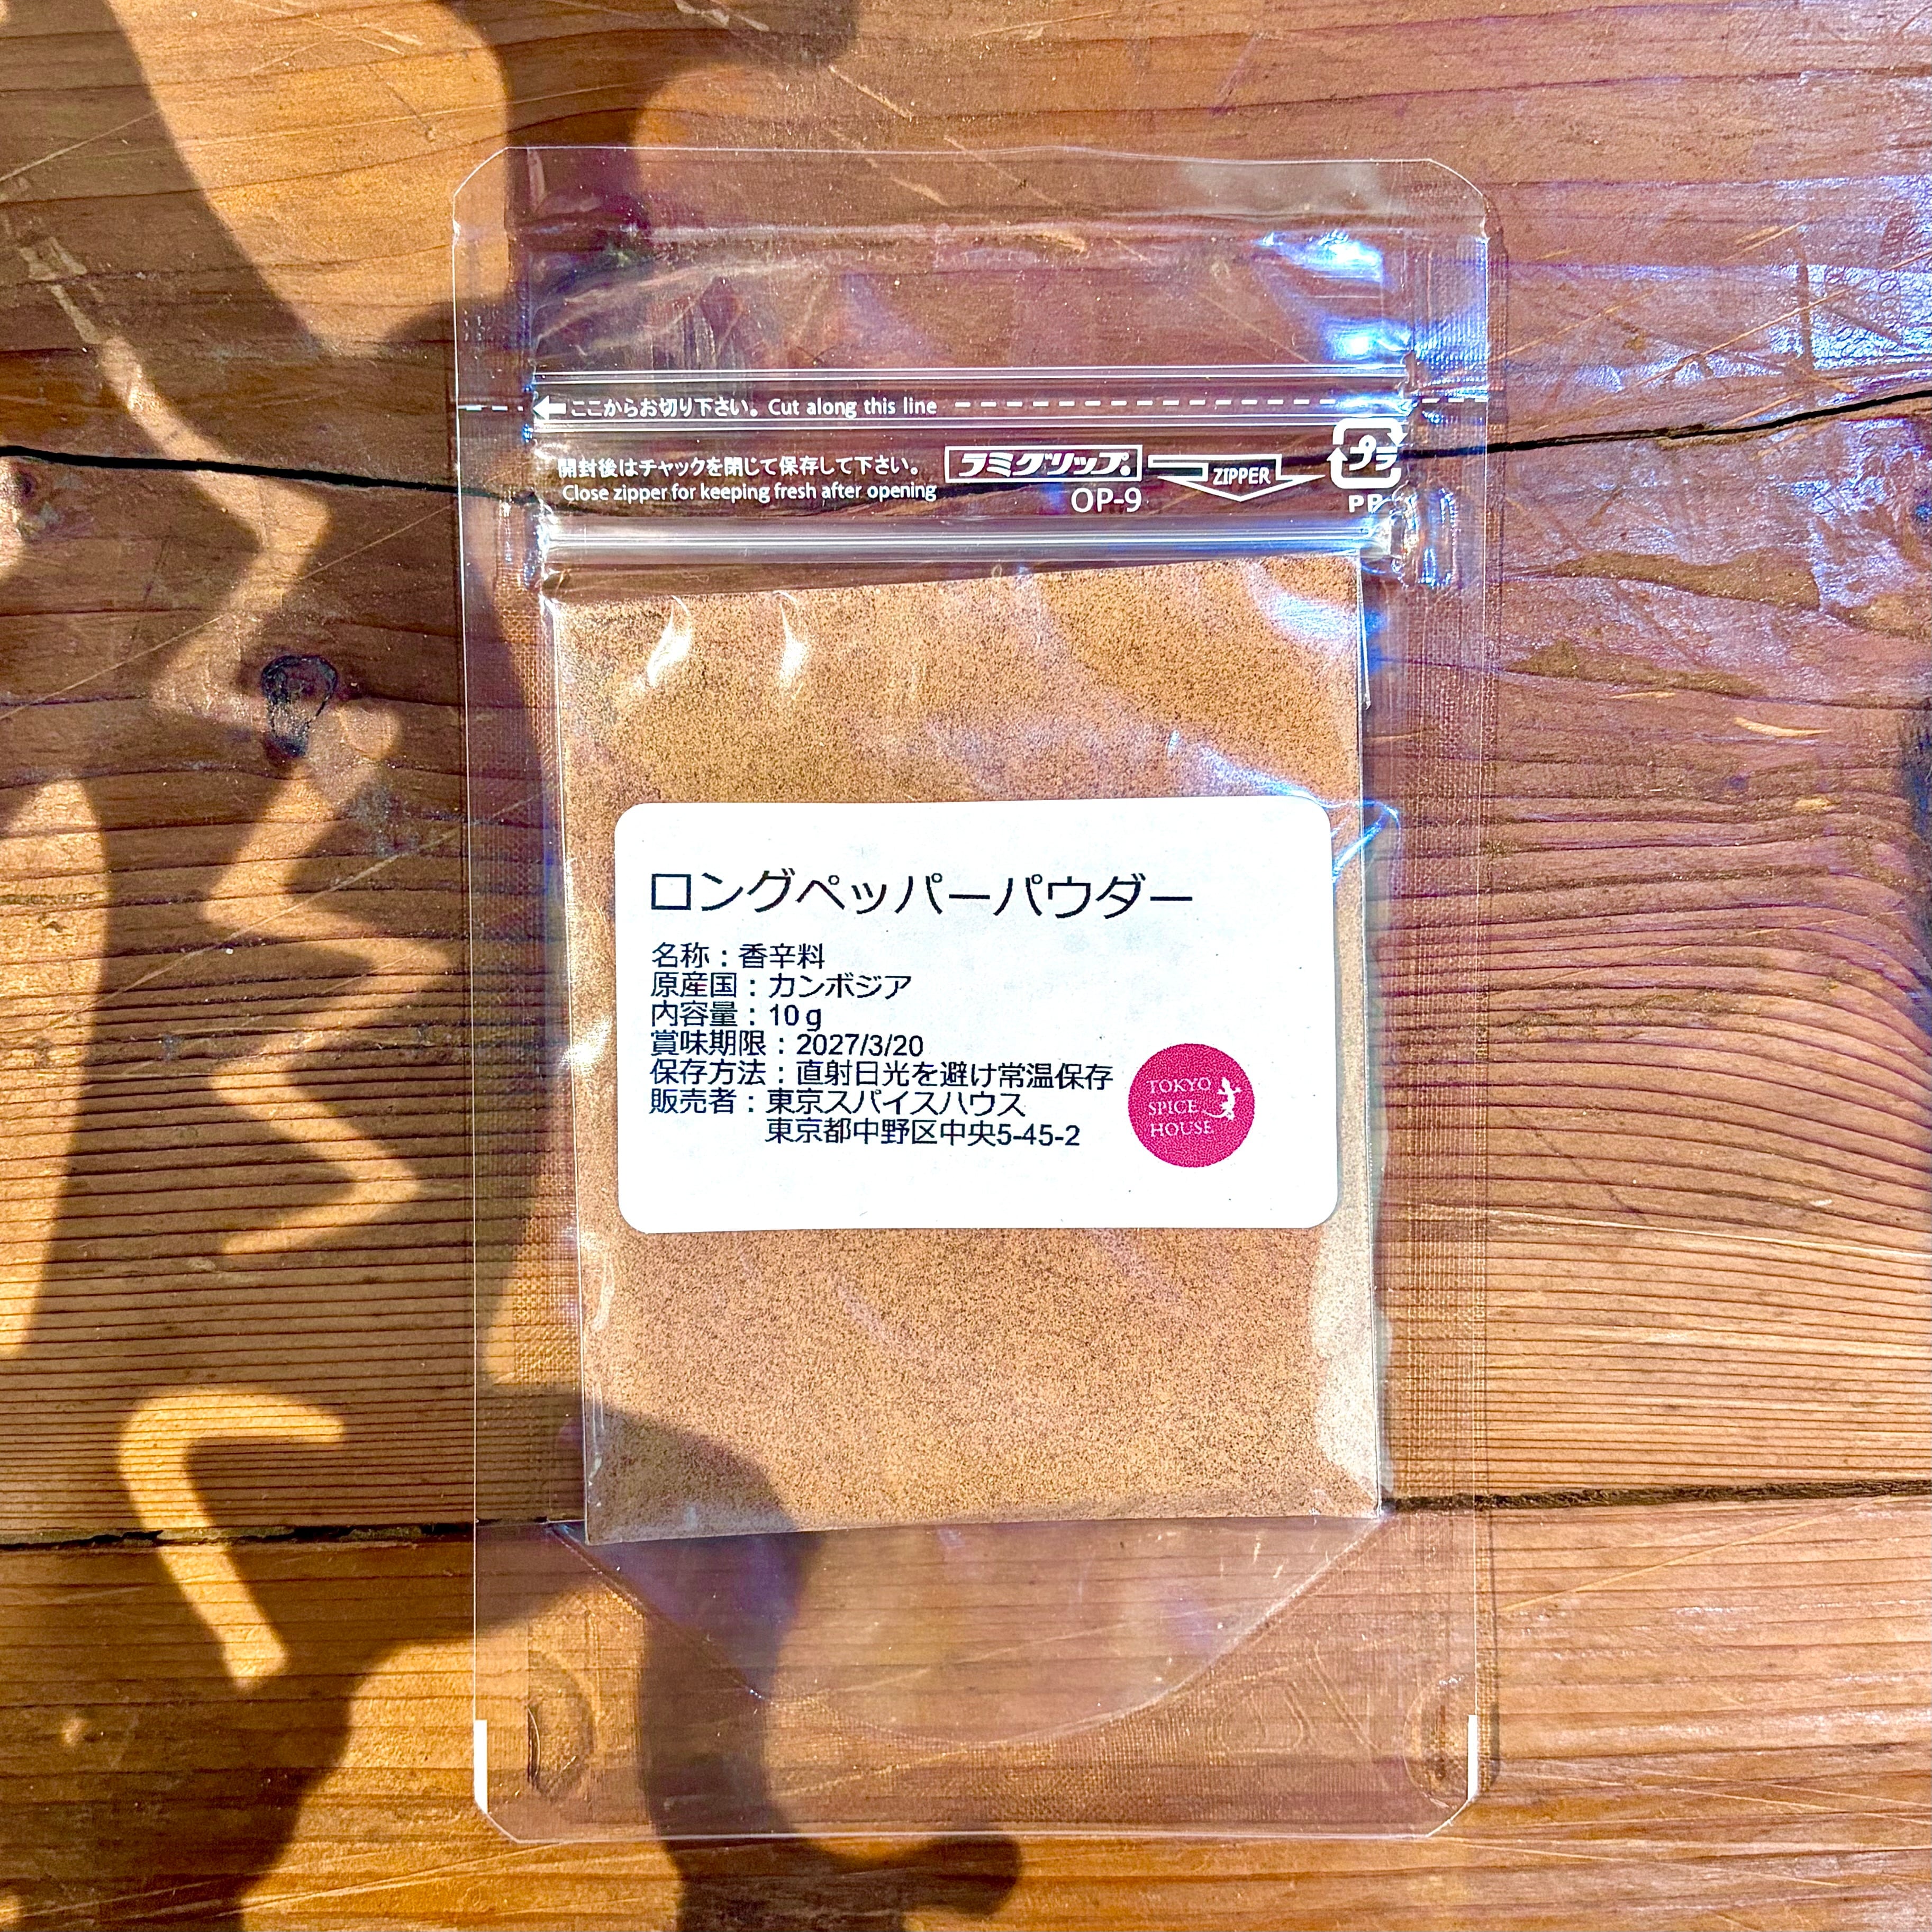 ここからお切り下さい。Cut along this line
開封後はチャックを閉じて保存して下さい。
Close zipper for keeping fresh after opening
ラミグリップ®
OP-9
ZIPPER
プラ
ロングペッパーパウダー
名称：香辛料
原産国：カンボジア
内容量：10g
賞味期限：2027/3/20
保存方法：直射日光を避け常温保存
販売者：東京スパイスハウス
東京都中野区中央5-45-2
TOKYO
SPICE
HOUSE